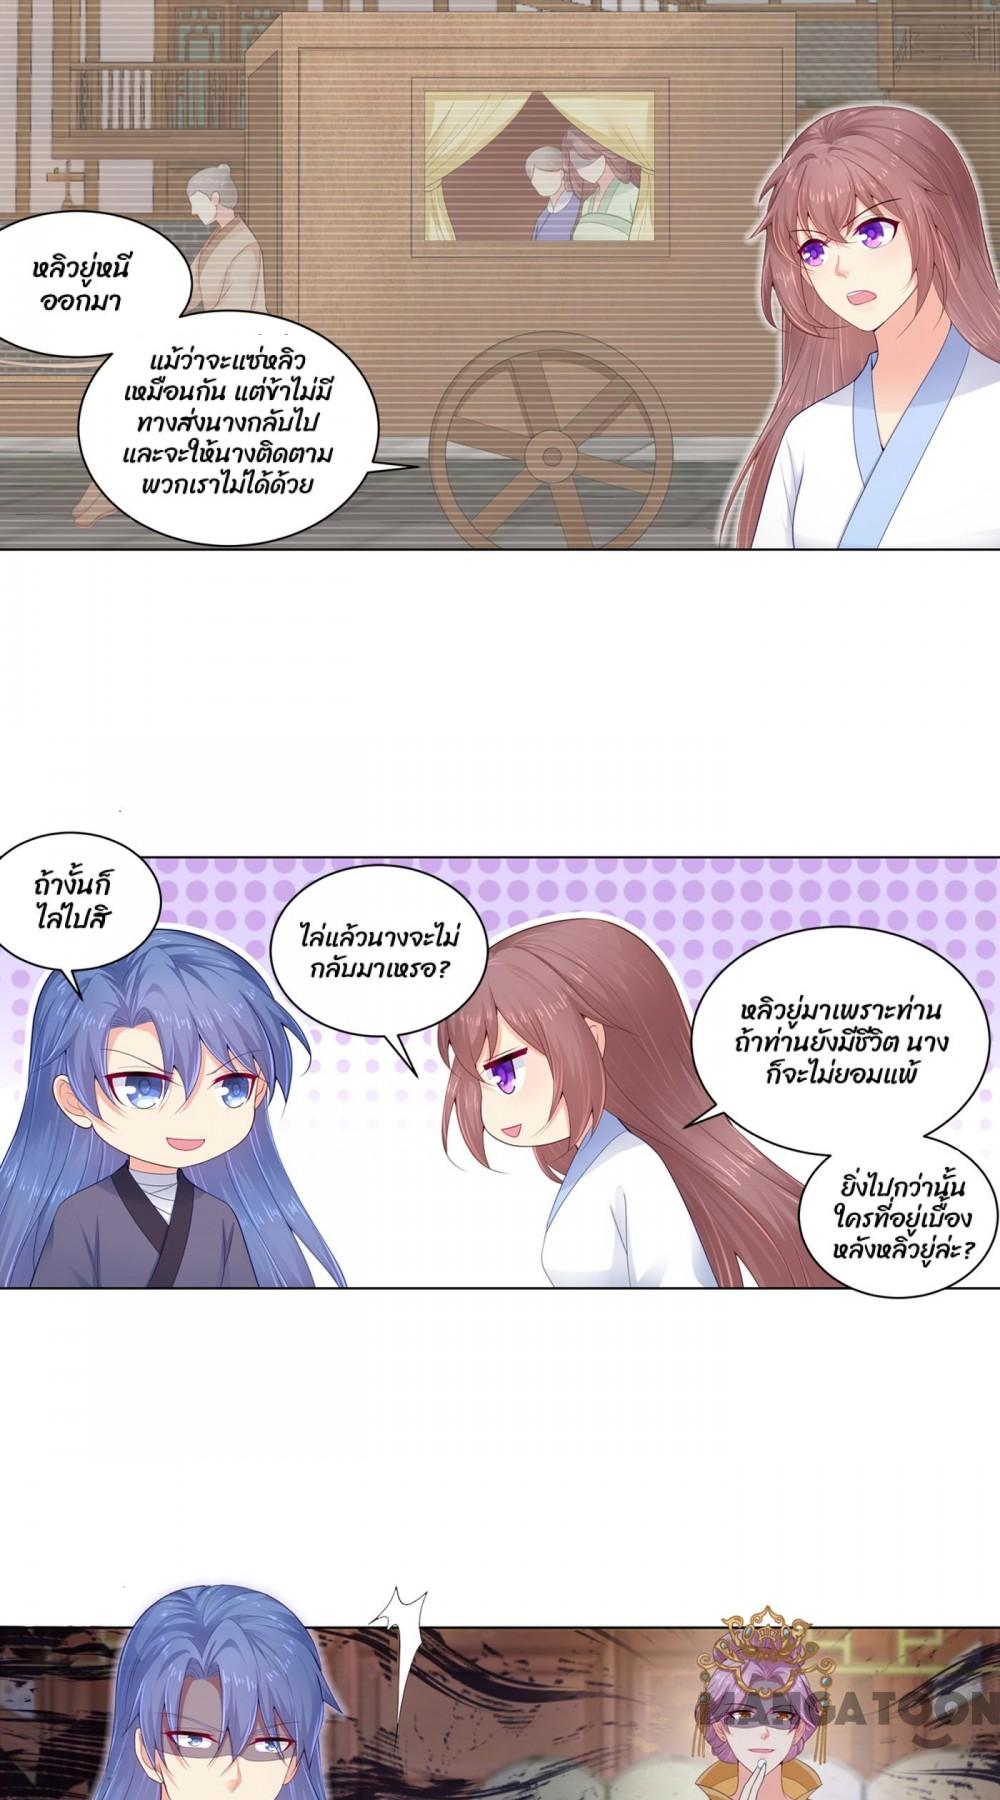 หลิวยู่หนี
ออกมา
แม้ว่าจะแซ่หลิว
เหมือนกัน แต่ข้าไม่มี
ทางส่งนางกลับไป
และจะให้นางติดตาม
พวกเราไม่ได้ด้วย
ถ้างั้นก็
ไล่ไปสิ
ไล่แล้วนางจะไม่
กลับมาเหรอ?
หลิวยู่มาเพราะท่าน
ถ้าท่านยังมีชีวิต นาง
ก็จะไม่ยอมแพ้
ยิ่งไปกว่านั้น
ใครที่อยู่เบื้อง
หลังหลิวยู่ล่ะ?
MANGATOON